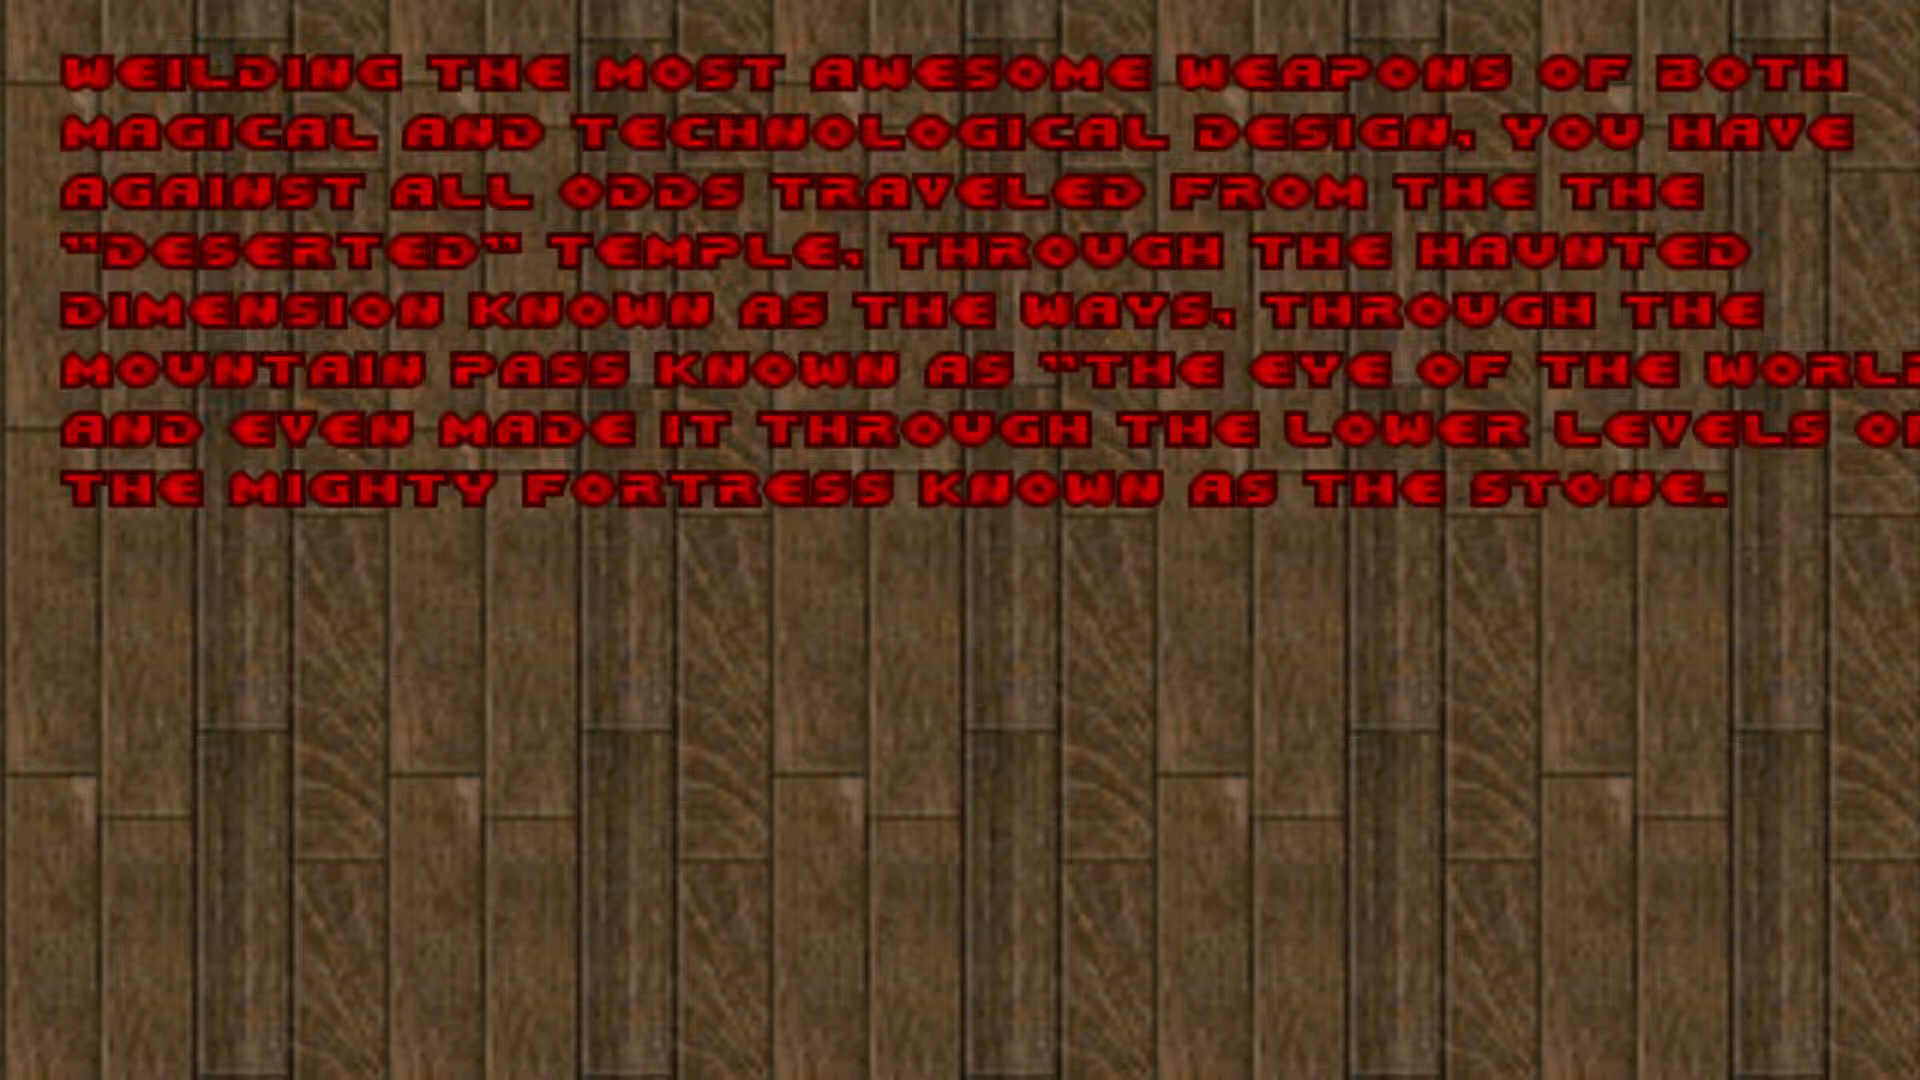 WEILDING THE MOST AWESOME WEAPONS OF BOTH
MAGICAL AND TECHNOLOGICAL DESIGN, YOU HAVE
AGAINST ALL ODDS TRAVELED FROM THE THE
"DESERTED" TEMPLE, THROUGH THE HAUNTED
DIMENSION KNOWN AS THE WAYS, THROUGH THE
MOUNTAIN PASS KNOWN AS "THE EYE OF THE WORLD
AND EVEN MADE IT THROUGH THE LOWER LEVELS OF
THE MIGHTY FORTRESS KNOWN AS THE STONE.